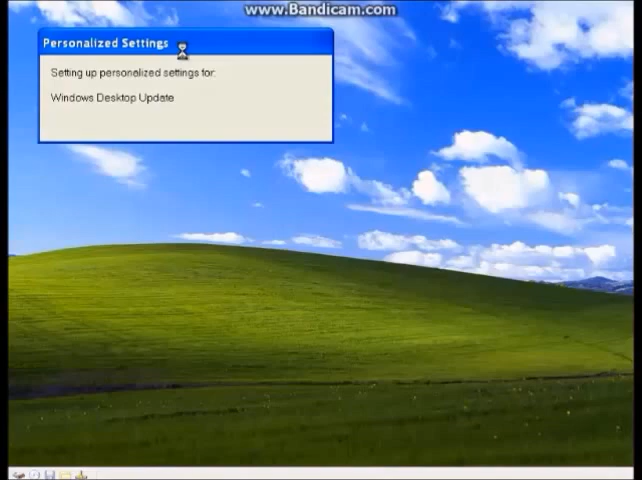 www.Bandicam.com
Personalized Settings
Setting up personalized settings for:
Windows Desktop Update